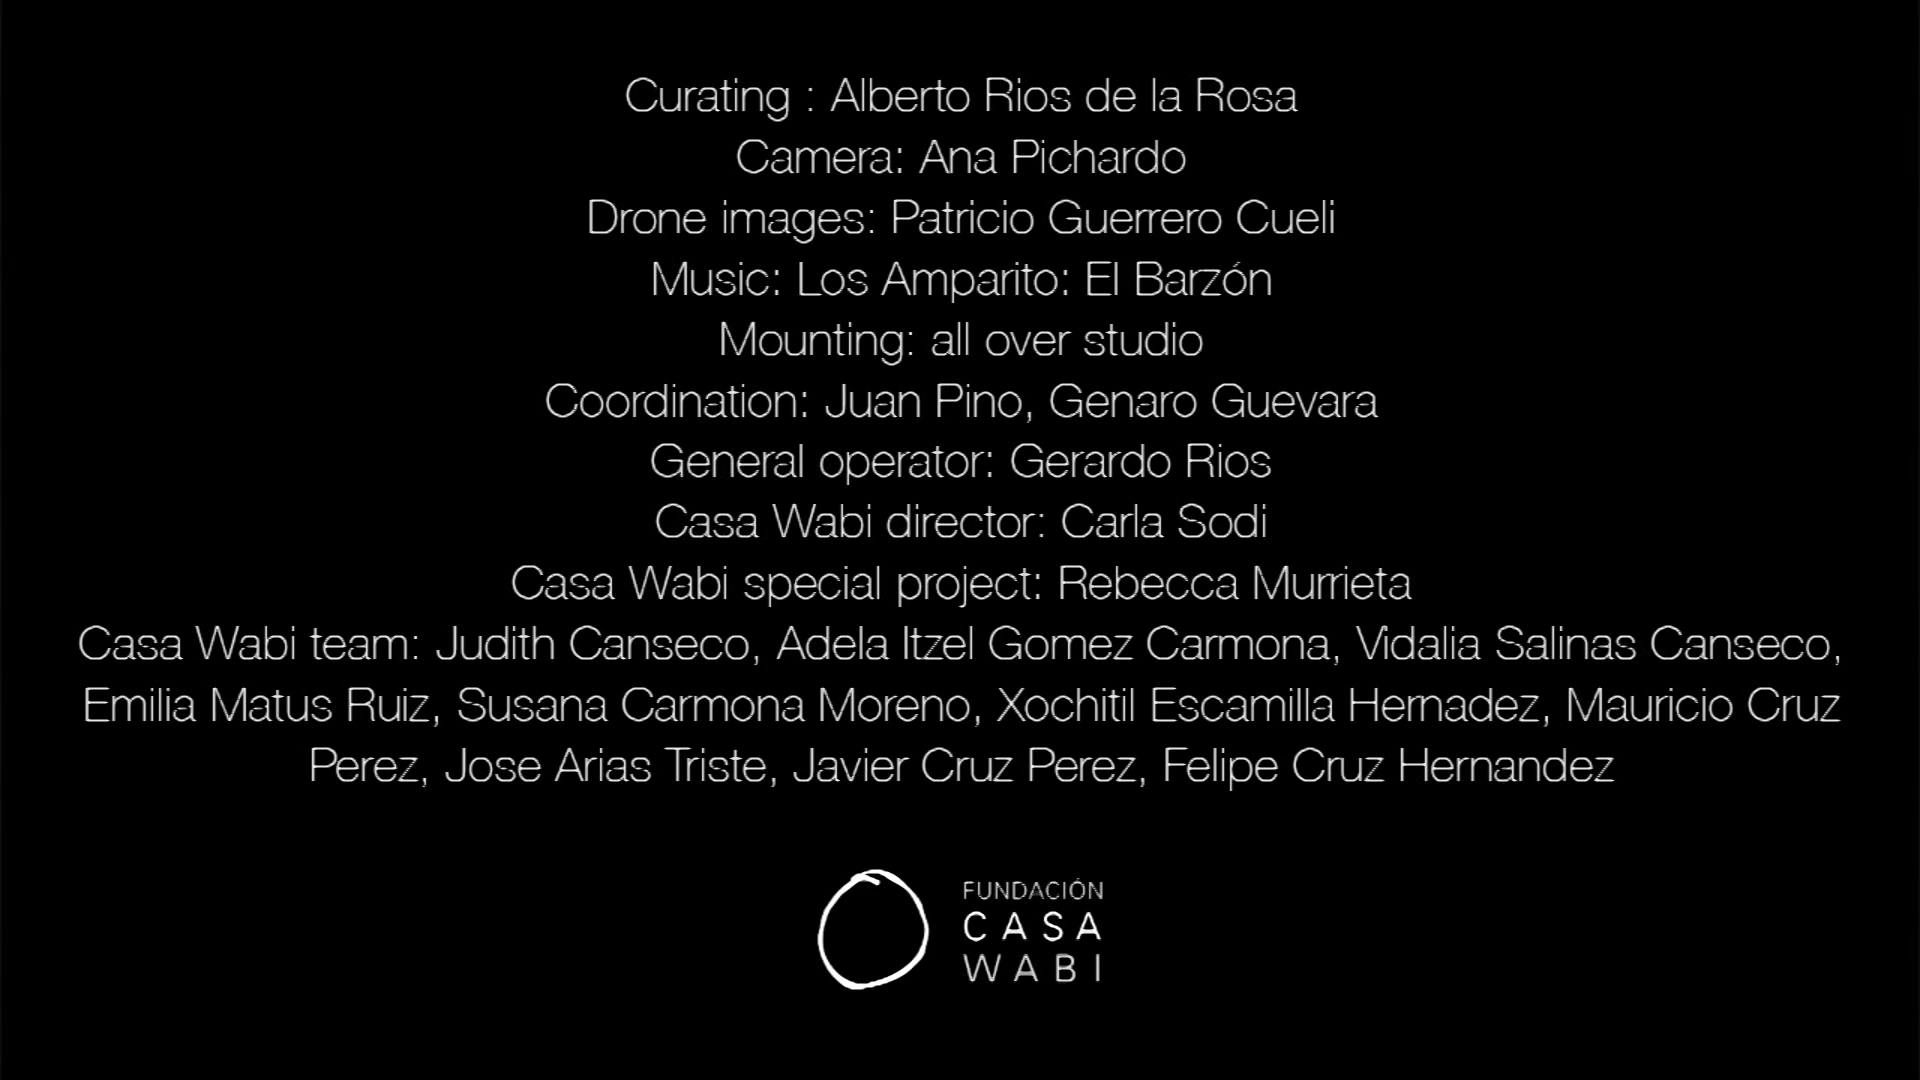 Curating : Alberto Rios de la Rosa
Camera: Ana Pichardo
Drone images: Patricio Guerrero Cueli
Music: Los Amparito: El Barzón
Mounting: all over studio
Coordination: Juan Pino, Genaro Guevara
General operator: Gerardo Rios
Casa Wabi director: Carla Sodi
Casa Wabi special project: Rebecca Murrieta
Casa Wabi team: Judith Canseco, Adela Itzel Gomez Carmona, Vidalia Salinas Canseco,
Emilia Matus Ruiz, Susana Carmona Moreno, Xochitil Escamilla Hernadez, Mauricio Cruz
Perez, Jose Arias Triste, Javier Cruz Perez, Felipe Cruz Hernandez
FUNDACIÓN
CASA
WABI